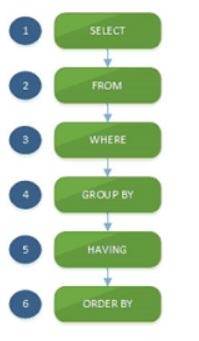 1 SELECT
2 FROM
3 WHERE
4 GROUP BY
5 HAVING
6 ORDER BY